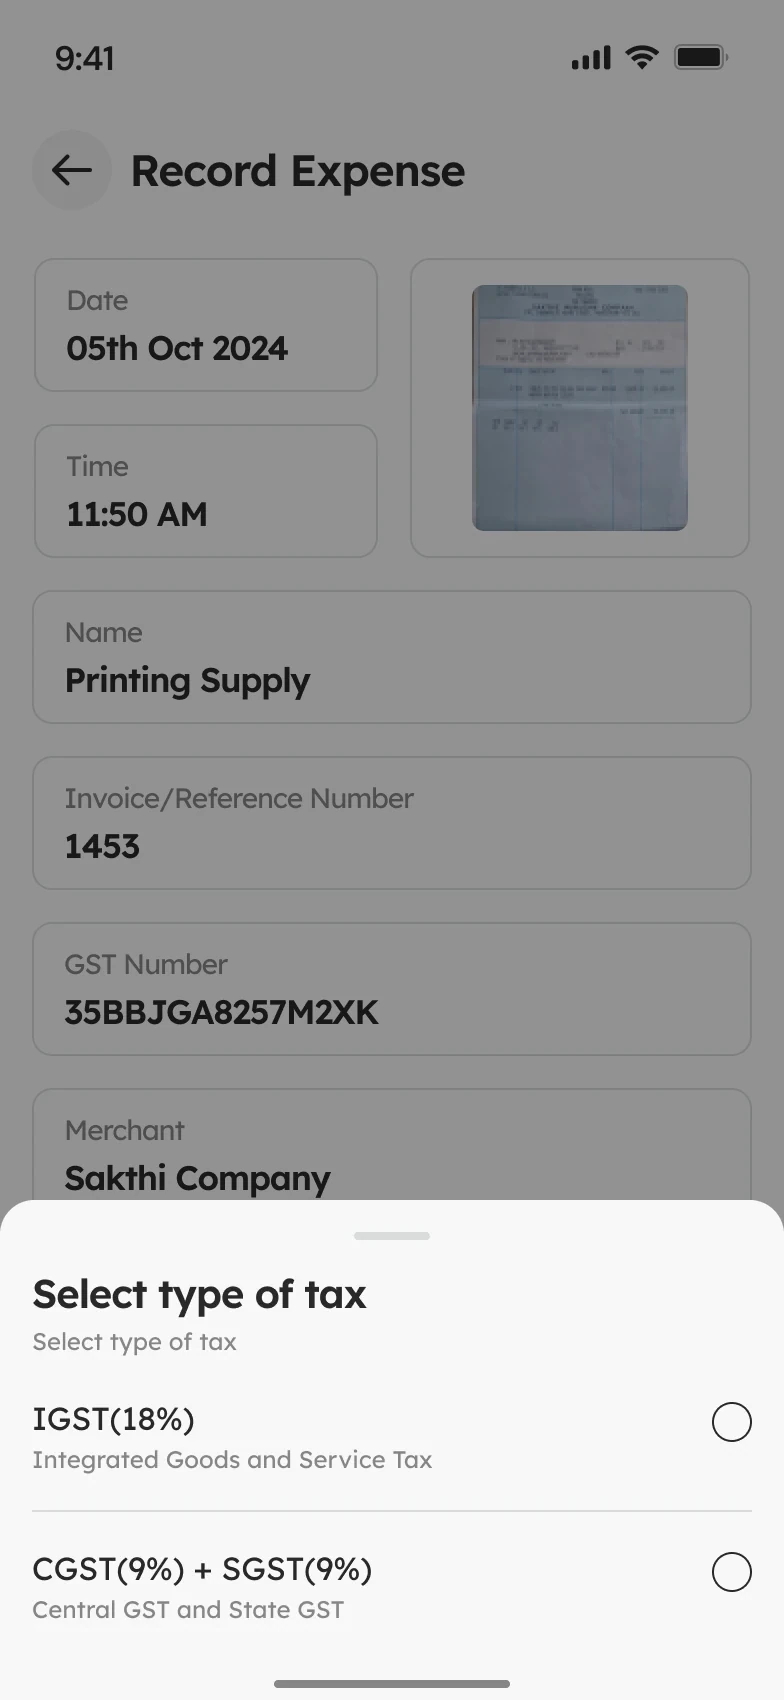 9:41
Record Expense
Date
05th Oct 2024
Time
11:50 AM
Name
Printing Supply
Invoice/Reference Number
1453
GST Number
35BBJGA8257M2XK
Merchant
Sakthi Company
Select type of tax
Select type of tax
IGST(18%)
Integrated Goods and Service Tax
CGST(9%) + SGST(9%)
Central GST and State GST